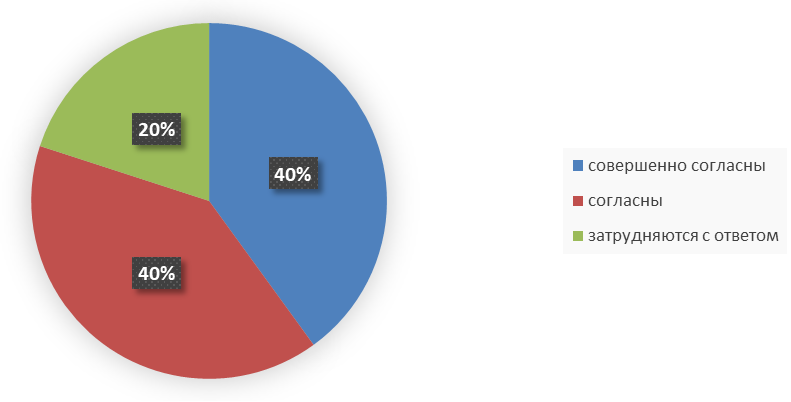 20%
40%
40%
совершенно согласны
согласны
затрудняются с ответом